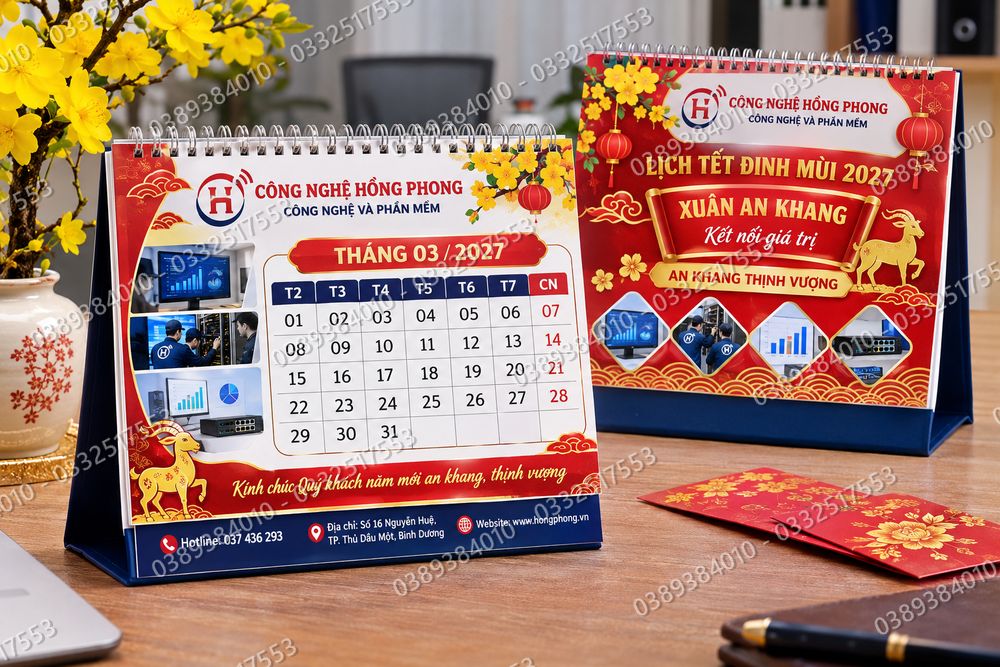 H
CÔNG NGHỆ HỒNG PHONG
CÔNG NGHỆ VÀ PHẦN MỀM
THÁNG 03 / 2027
T2 T3 T4 T5 T6 T7 CN
01 02 03 04 05 06 07
08 09 10 11 12 13 14
15 16 17 18 19 20 21
22 23 24 25 26 27 28
29 30 31
Kính chúc Quý khách năm mới an khang, thịnh vượng
Hotline: 037 436 293
Địa chỉ: Số 16 Nguyễn Huệ,
TP. Thủ Dầu Một, Bình Dương
Website: www.hongphong.vn
H
CÔNG NGHỆ HỒNG PHONG
CÔNG NGHỆ VÀ PHẦN MỀM
LỊCH TẾT ĐINH MÙI 2027
XUÂN AN KHANG
Kết nối giá trị
AN KHANG THỊNH VƯỢNG
0389384010 - 0332517553